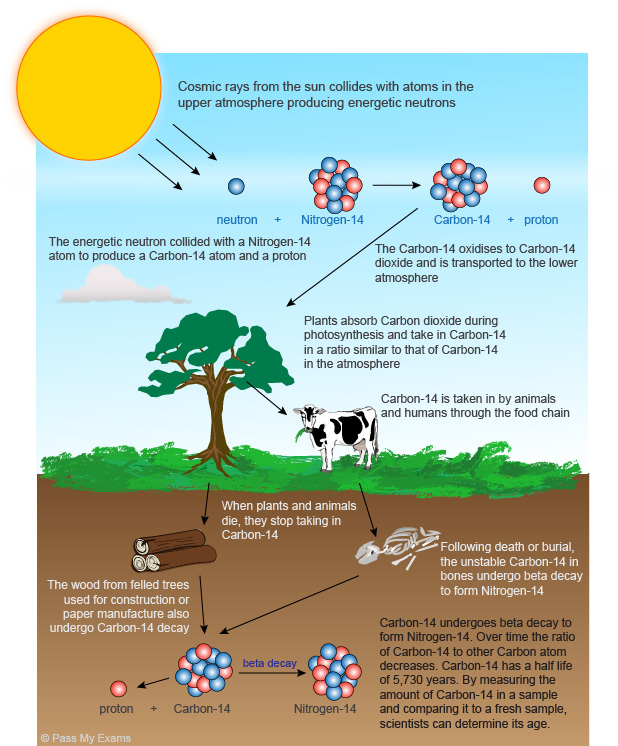 Cosmic rays from the sun collides with atoms in the
upper atmosphere producing energetic neutrons
neutron + Nitrogen-14 Carbon-14 + proton
The energetic neutron collided with a Nitrogen-14
atom to produce a Carbon-14 atom and a proton
The Carbon-14 oxidises to Carbon-14
dioxide and is transported to the lower
atmosphere
Plants absorb Carbon dioxide during
photosynthesis and take in Carbon-14
in a ratio similar to that of Carbon-14
in the atmosphere
Carbon-14 is taken in by animals
and humans through the food chain
When plants and animals
die, they stop taking in
Carbon-14
Following death or burial,
the unstable Carbon-14 in
bones undergo beta decay
to form Nitrogen-14
The wood from felled trees
used for construction or
paper manufacture also
undergo Carbon-14 decay
Carbon-14 undergoes beta decay to
form Nitrogen-14. Over time the ratio
of Carbon-14 to other Carbon atom
decreases. Carbon-14 has a half life
of 5,730 years. By measuring the
amount of Carbon-14 in a sample
and comparing it to a fresh sample,
scientists can determine its age.
beta decay
proton + Carbon-14 Nitrogen-14
© Pass My Exams